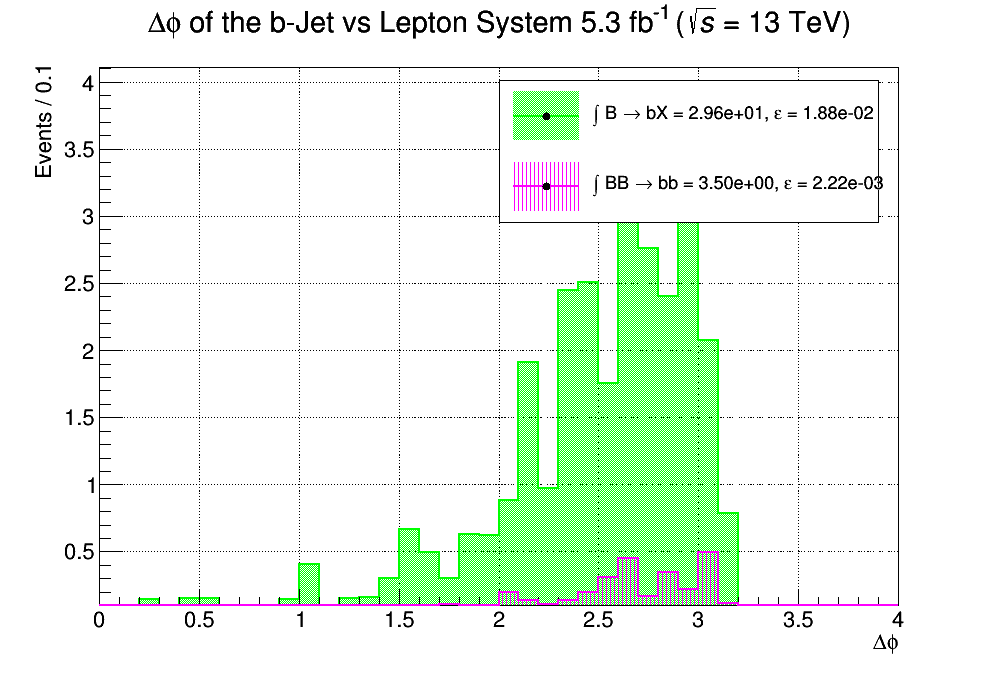 Δϕ of the b-Jet vs Lepton System 5.3 fb⁻¹ (√s = 13 TeV)
Events / 0.1
4
3.5
3
2.5
2
1.5
1
0.5
∫ B → bX = 2.96e+01, ε = 1.88e-02
∫ BB → bb = 3.50e+00, ε = 2.22e-03
0 0.5 1 1.5 2 2.5 3 3.5 4
Δϕ